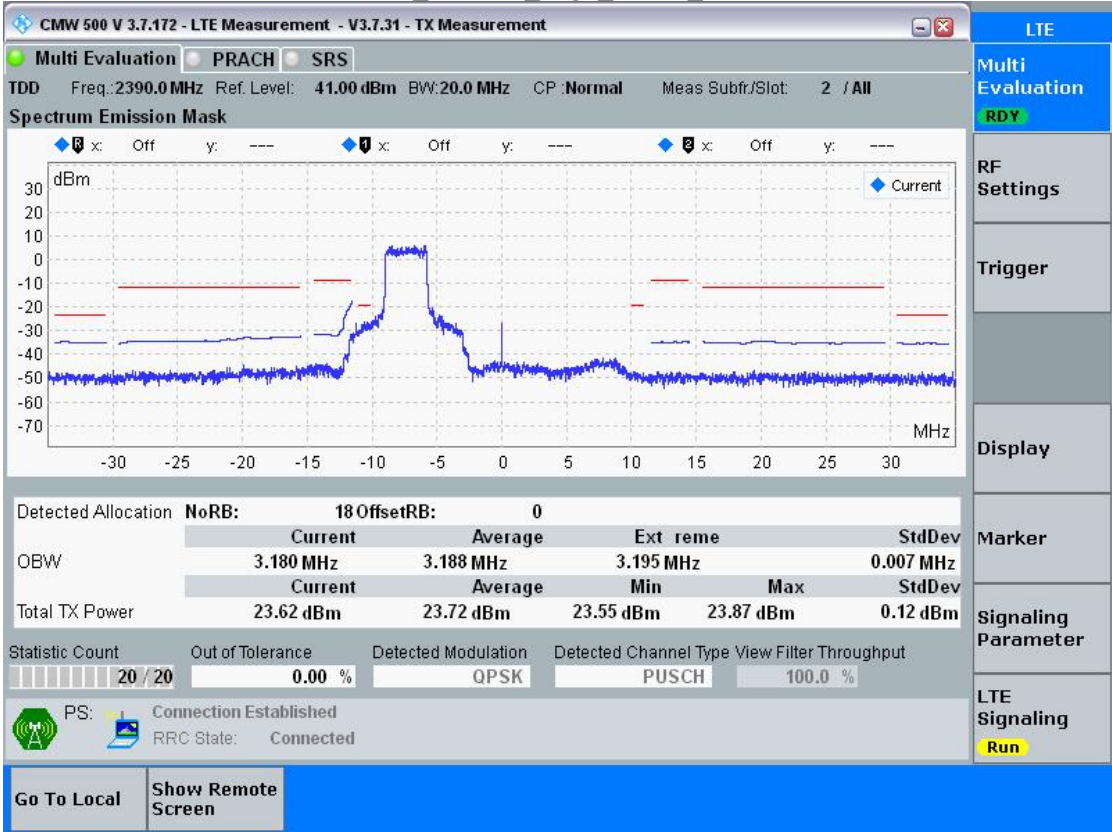 CMW 500 V 3.7.172 - LTE Measurement - V3.7.31 - TX Measurement
LTE
Multi Evaluation PRACH SRS
TDD Freq.:2390.0 MHz Ref. Level: 41.00 dBm BW:20.0 MHz CP :Normal Meas Subfr./Slot: 2 / All
Spectrum Emission Mask
R x: Off y: --- 1 x: Off y: --- 2 x: Off y: ---
dBm
Current
30
20
10
0
-10
-20
-30
-40
-50
-60
-70
MHz
-30 -25 -20 -15 -10 -5 0 5 10 15 20 25 30
Detected Allocation NoRB: 18 OffsetRB: 0
Current Average Ext reme StdDev
OBW 3.180 MHz 3.188 MHz 3.195 MHz 0.007 MHz
Current Average Min Max StdDev
Total TX Power 23.62 dBm 23.72 dBm 23.55 dBm 23.87 dBm 0.12 dBm
Statistic Count Out of Tolerance Detected Modulation Detected Channel Type View Filter Throughput
20 / 20 0.00 % QPSK PUSCH 100.0 %
PS: Connection Established
RRC State: Connected
Multi
Evaluation
RDY
RF
Settings
Trigger
Display
Marker
Signaling
Parameter
LTE
Signaling
Run
Go To Local
Show Remote
Screen